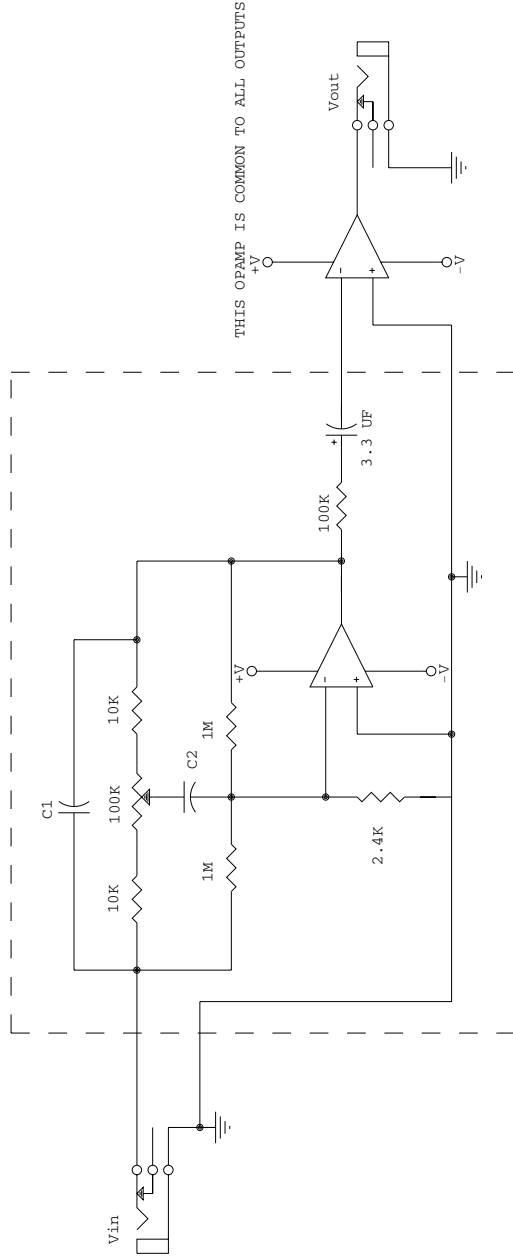 THIS OPAMP IS COMMON TO ALL OUTPUTS
C1
10K
100K
10K
C2
1M
1M
+V
-
+
-V
2.4K
100K
+
3.3 UF
+V
-
+
-V
Vin
Vout